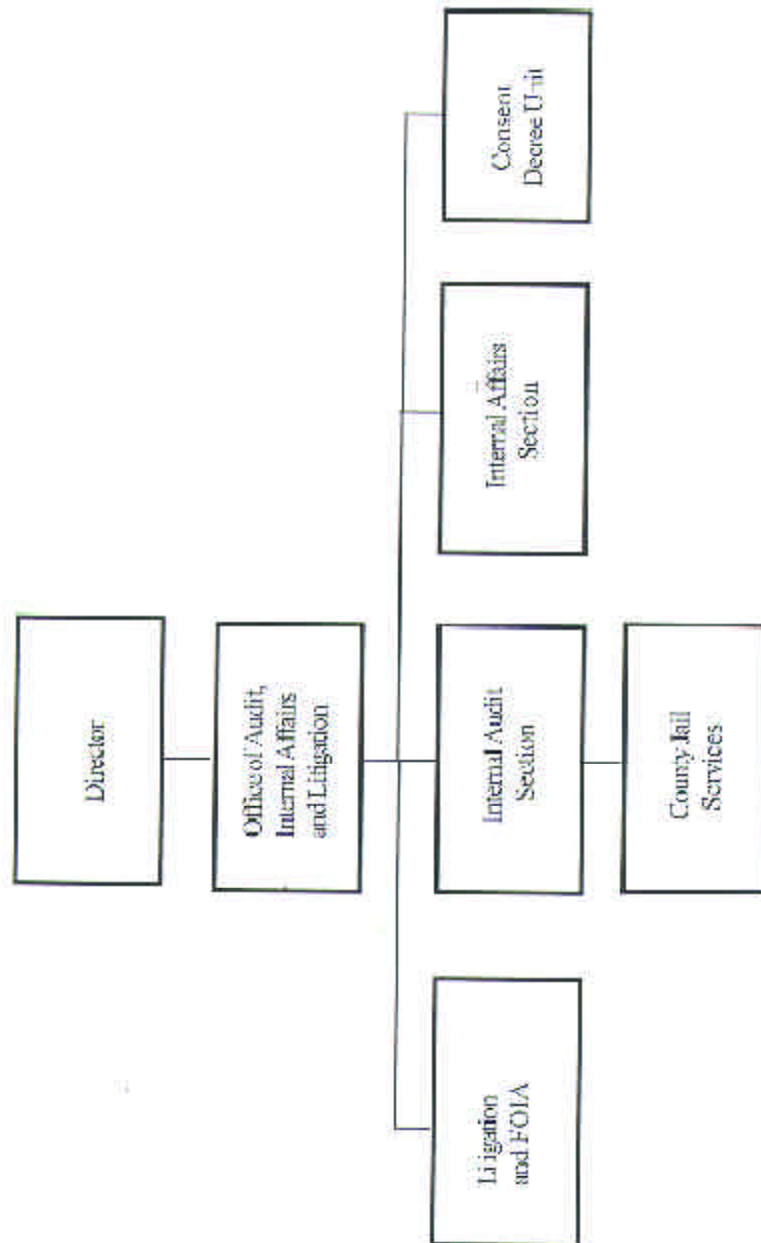 Director
Office of Audit,
Internal Affairs
and Litigation
Litigation
and FOIA
Internal Audit
Section
Internal Affairs
Section
Consent
Decree Unit
County Jail
Services